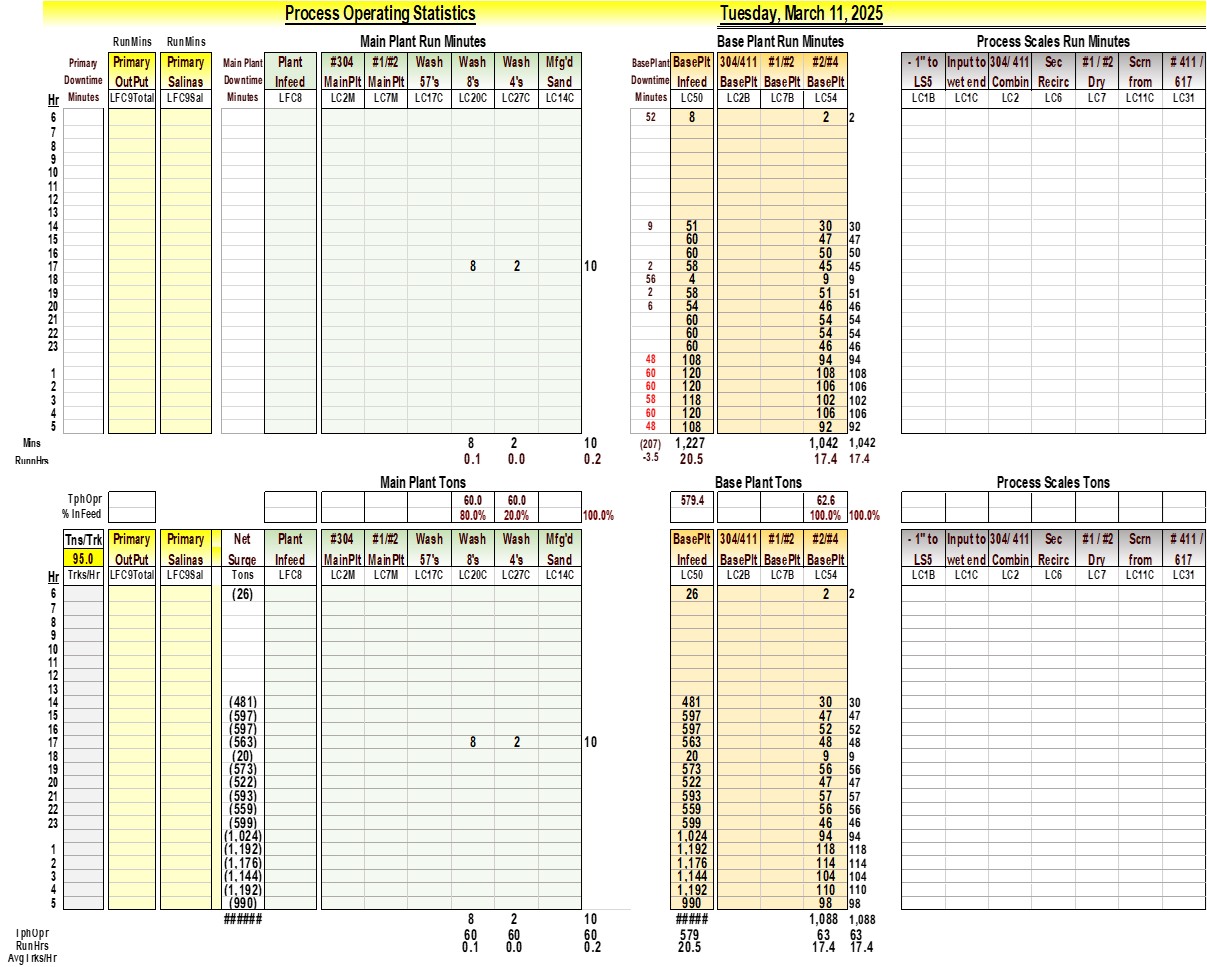 Process Operating Statistics Tuesday, March 11, 2025
RunMins RunMins Main Plant Run Minutes Base Plant Run Minutes Process Scales Run Minutes
Primary Primary Primary Main Plant Plant #304 #1/#2 Wash Wash Wash Mfg'd BasePlant BasePlt 304/411 #1/#2 #2/#4 - 1" to Input to 304/ 411 Sec #1 / #2 Scrn # 411 /
Downtime OutPut Salinas Downtime Infeed MainPlt MainPlt 57's 8's 4's Sand Downtime Infeed BasePlt BasePlt BasePlt LS5 wet end Combin Recirc Dry from 617
Hr Minutes LFC9Total LFC9Sal Minutes LFC8 LC2M LC7M LC17C LC20C LC27C LC14C Minutes LC50 LC2B LC7B LC54 LC1B LC1C LC2 LC6 LC7 LC11C LC31
6 52 8 2 2
7
8
9
10
11
12
13
14 9 51 30 30
15 60 47 47
16 60 50 50
17 8 2 10 2 58 45 45
18 56 4 9 9
19 2 58 51 51
20 6 54 46 46
21 60 54 54
22 60 54 54
23 60 46 46
48 108 94 94
1 60 120 108 108
2 60 120 106 106
3 58 118 102 102
4 60 120 106 106
5 48 108 92 92
Mins 8 2 10 (207) 1,227 1,042 1,042
RunnHrs 0.1 0.0 0.2 -3.5 20.5 17.4 17.4
Main Plant Tons Base Plant Tons Process Scales Tons
TphOpr 60.0 60.0 579.4 62.6
% InFeed 80.0% 20.0% 100.0% 100.0% 100.0%
Tns/Trk Primary Primary Net Plant #304 #1/#2 Wash Wash Wash Mfg'd BasePlt 304/411 #1/#2 #2/#4 - 1" to Input to 304/ 411 Sec #1 / #2 Scrn # 411 /
95.0 OutPut Salinas Surge Infeed MainPlt MainPlt 57's 8's 4's Sand Infeed BasePlt BasePlt BasePlt LS5 wet end Combin Recirc Dry from 617
Hr Trks/Hr LFC9Total LFC9Sal Tons LFC8 LC2M LC7M LC17C LC20C LC27C LC14C LC50 LC2B LC7B LC54 LC1B LC1C LC2 LC6 LC7 LC11C LC31
6 (26) 26 2 2
7
8
9
10
11
12
13
14 (481) 481 30 30
15 (597) 597 47 47
16 (597) 597 52 52
17 (563) 8 2 10 563 48 48
18 (20) 20 9 9
19 (573) 573 56 56
20 (522) 522 47 47
21 (593) 593 57 57
22 (559) 559 56 56
23 (599) 599 46 46
(1,024) 1,024 94 94
1 (1,192) 1,192 118 118
2 (1,176) 1,176 114 114
3 (1,144) 1,144 104 104
4 (1,192) 1,192 110 110
5 (990) 990 98 98
###### 8 2 10 ##### 1,088 1,088
TphOpr 60 60 60 579 63 63
RunHrs 0.1 0.0 0.2 20.5 17.4 17.4
AvgTrks/Hr